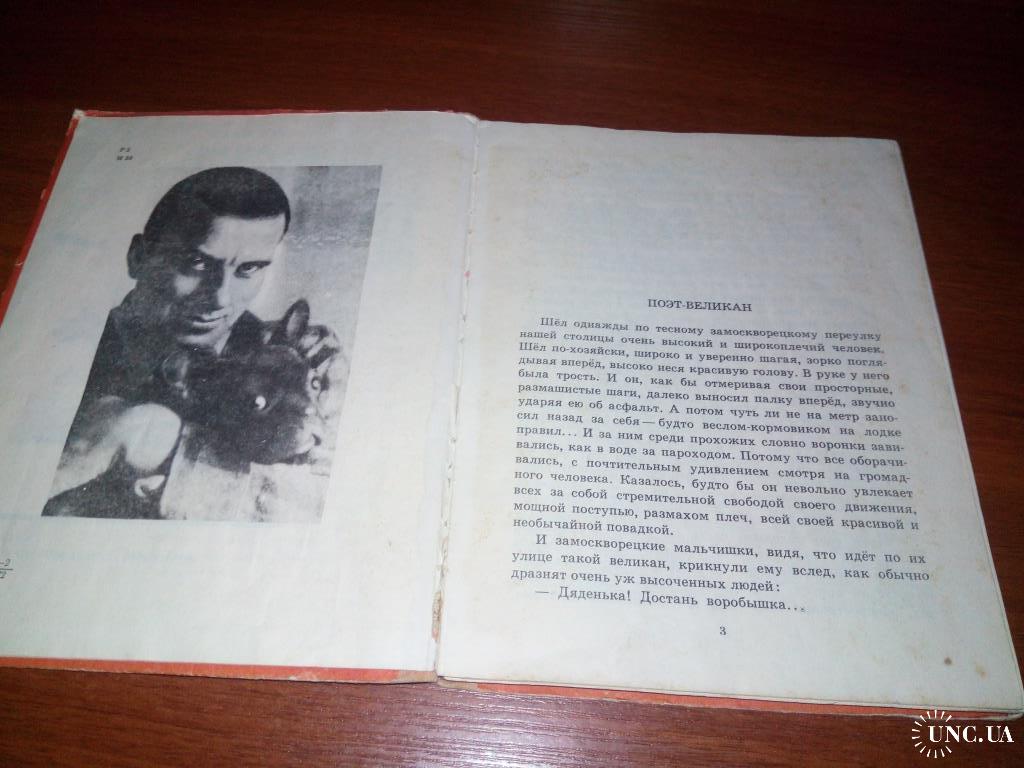 Р2
М 39
ПОЭТ-ВЕЛИКАН
Шёл однажды по тесному замоскворецкому переулку
нашей столицы очень высокий и широкоплечий человек.
Шёл по-хозяйски, широко и уверенно шагая, зорко погля-
дывая вперёд, высоко неся красивую голову. В руке у него
была трость. И он, как бы отмеривая свои просторные,
размашистые шаги, далеко выносил палку вперёд, звучно
ударяя ею об асфальт. А потом чуть ли не на метр зано-
сил назад за себя — будто веслом-кормовиком на лодке
правил... И за ним среди прохожих словно воронки зави-
вались, как в воде за пароходом. Потому что все оборачи-
вались, с почтительным удивлением смотря на громад-
ного человека. Казалось, будто бы он невольно увлекает
всех за собой стремительной свободой своего движения,
мощной поступью, размахом плеч, всей своей красивой и
необычайной повадкой.
И замоскворецкие мальчишки, видя, что идёт по их
улице такой великан, крикнули ему вслед, как обычно
дразнят очень уж высоченных людей:
— Дяденька! Достань воробышка...
3
UNC.UA